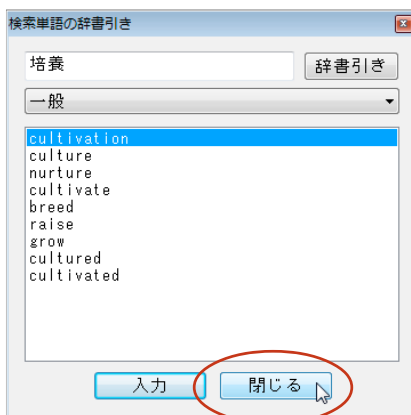 検索単語の辞書引き
培養
辞書引き
一般
cultivation
culture
nurture
cultivate
breed
raise
grow
cultured
cultivated
入力
閉じる